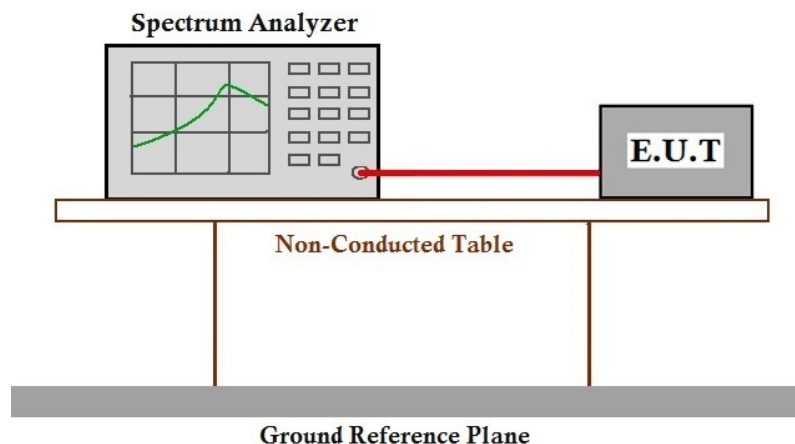 Spectrum Analyzer
E.U.T
Non-Conducted Table
Ground Reference Plane